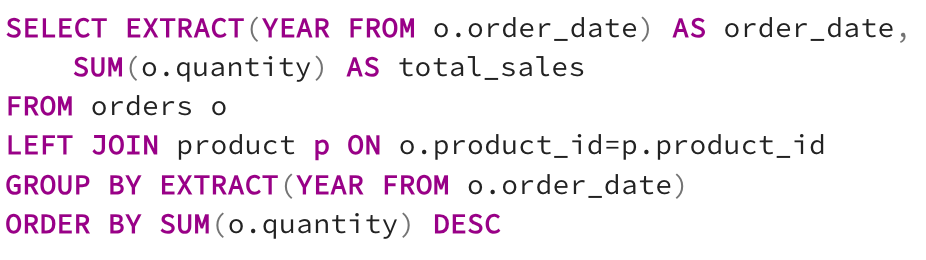 SELECT EXTRACT(YEAR FROM o.order_date) AS order_date,
SUM(o.quantity) AS total_sales
FROM orders o
LEFT JOIN product p ON o.product_id=p.product_id
GROUP BY EXTRACT(YEAR FROM o.order_date)
ORDER BY SUM(o.quantity) DESC